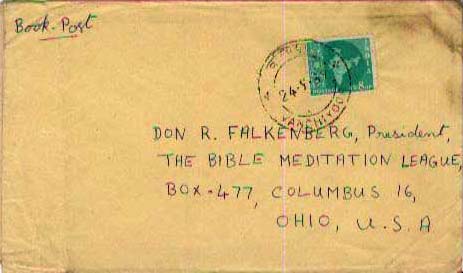 Book-Post
DON R. FALKENBERG, President,
THE BIBLE MEDITATION LEAGUE,
BOX-477, COLUMBUS 16,
OHIO, U.S.A